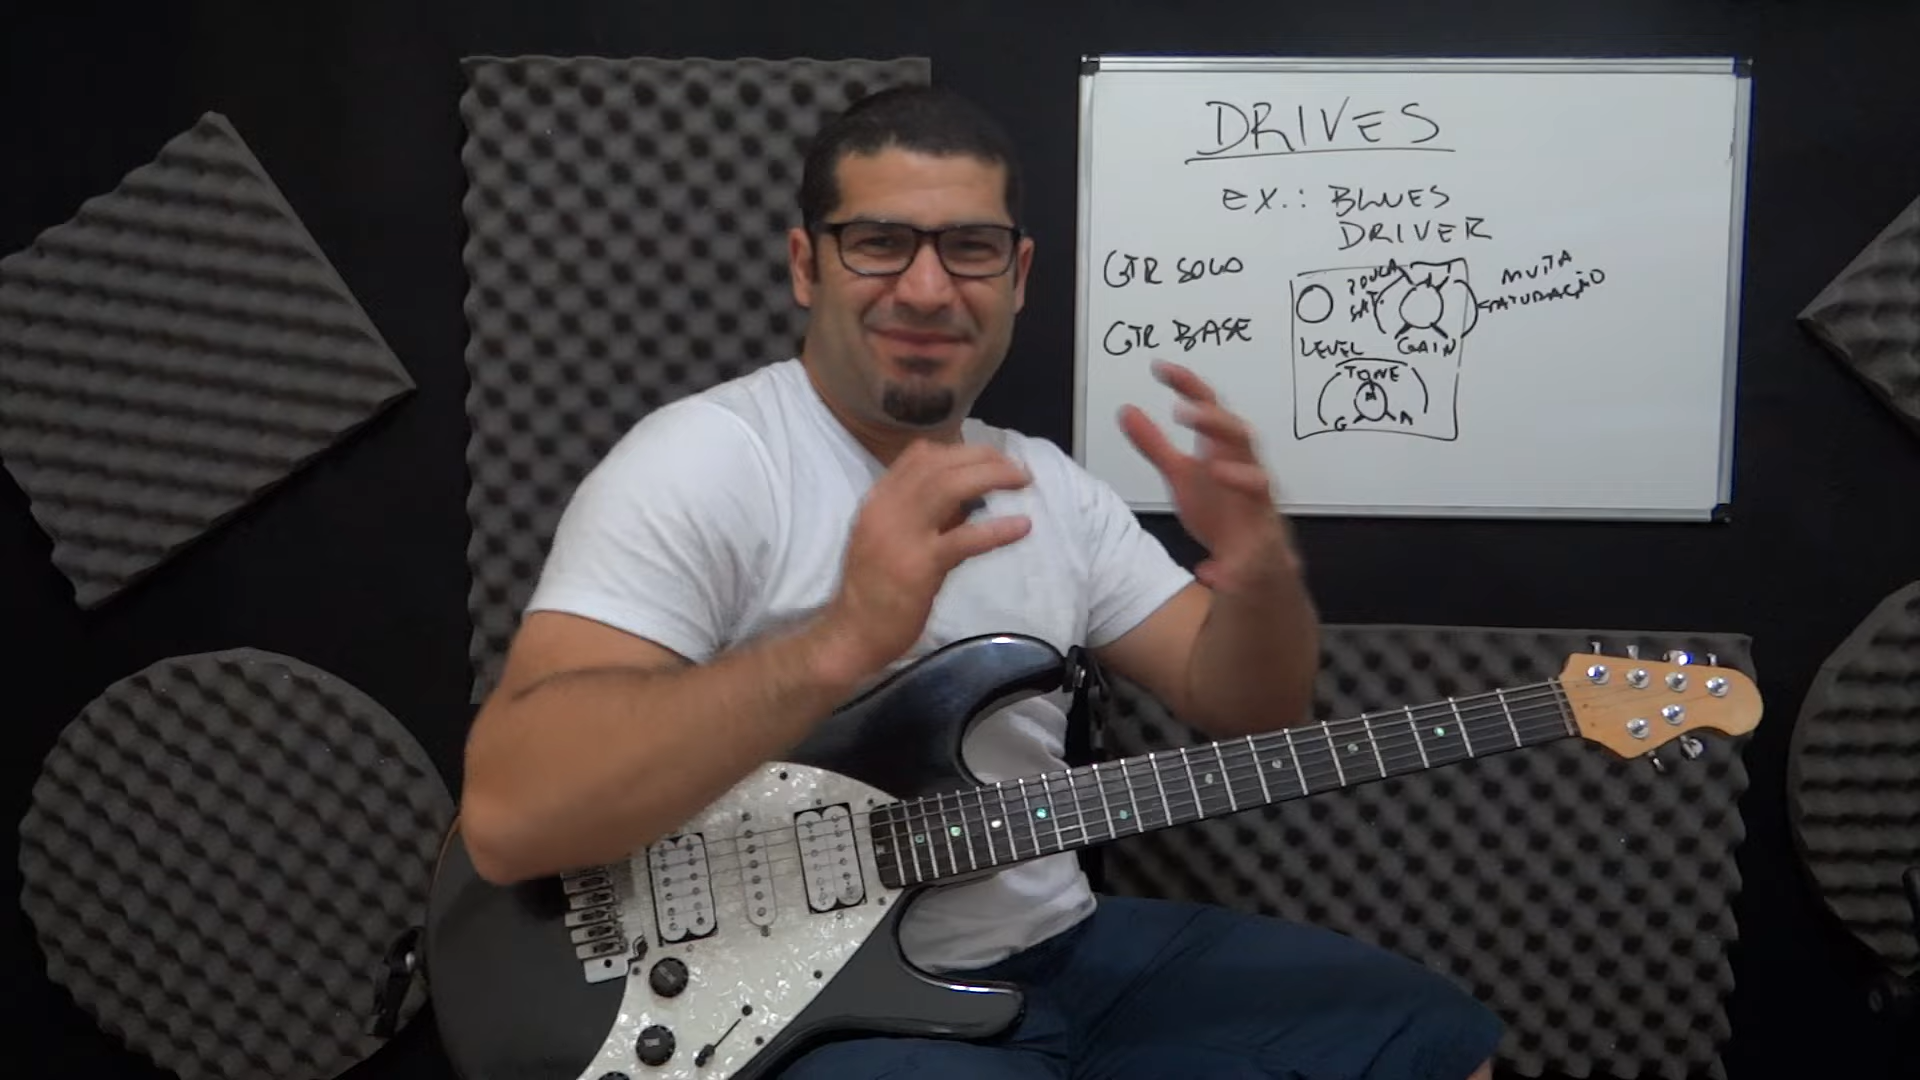 DRIVES
EX.: BLUES
DRIVER
GTR SOLO
GTR BASE
POUCA
SAT.
MUITA
SATURAÇÃO
LEVEL
GAIN
TONE
M
G
A